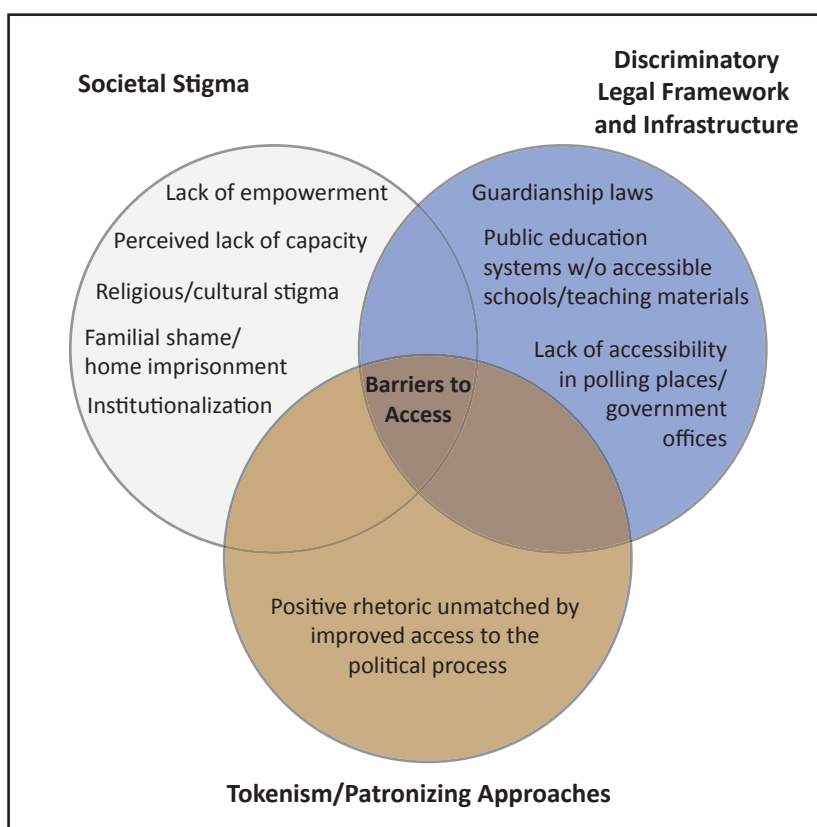 Societal Stigma
Discriminatory
Legal Framework
and Infrastructure
Lack of empowerment
Perceived lack of capacity
Religious/cultural stigma
Familial shame/
home imprisonment
Institutionalization
Guardianship laws
Public education
systems w/o accessible
schools/teaching materials
Lack of accessibility
in polling places/
government
offices
Barriers to
Access
Positive rhetoric unmatched by
improved access to the
political process
Tokenism/Patronizing Approaches